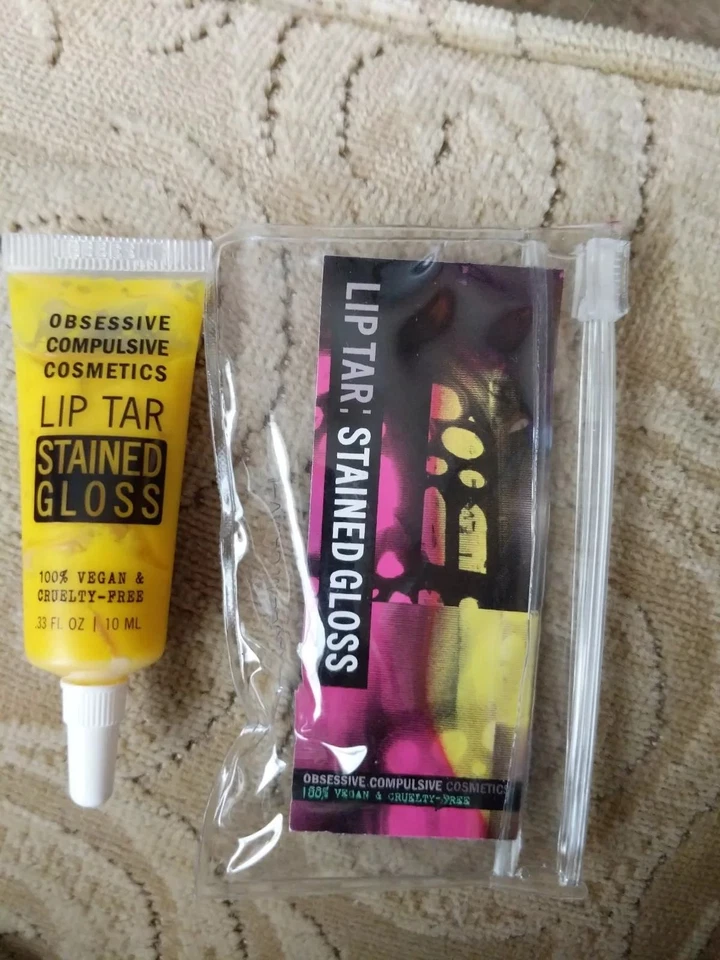 OBSESSIVE
COMPULSIVE
COSMETICS
LIP TAR
STAINED
GLOSS
100% VEGAN &
CRUELTY-FREE
.33 FL OZ | 10 ML
LIP TAR: STAINED GLOSS
OBSESSIVE COMPULSIVE COSMETICS
100% VEGAN & CRUELTY-FREE